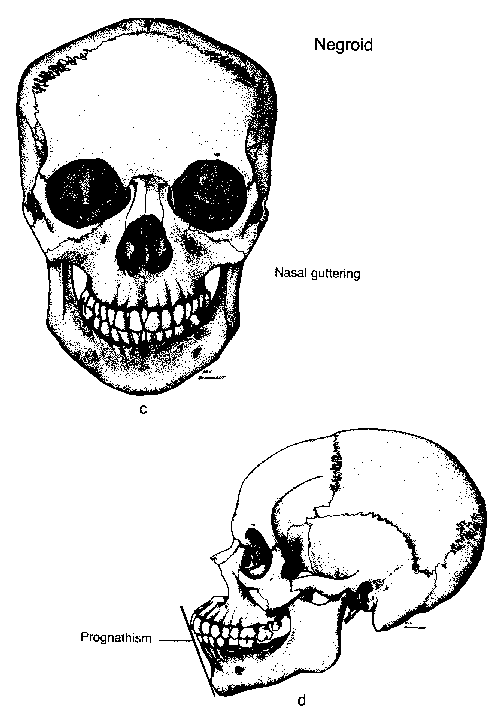 Negroid
Nasal guttering
c
Prognathism
d